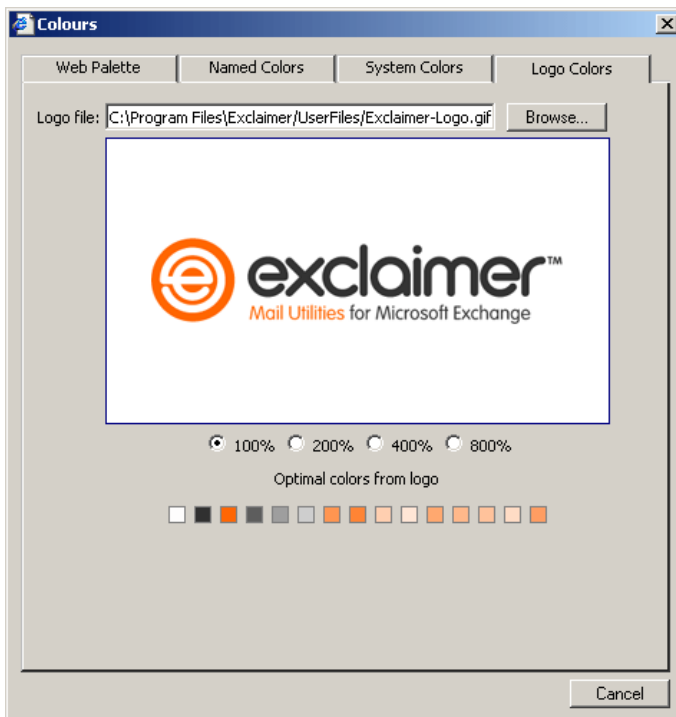 Colours
Web Palette Named Colors System Colors Logo Colors
Logo file: C:\Program Files\Exclaimer/UserFiles/Exclaimer-Logo.gif Browse...
exclaimer™
Mail Utilities for Microsoft Exchange
100% 200% 400% 800%
Optimal colors from logo
Cancel